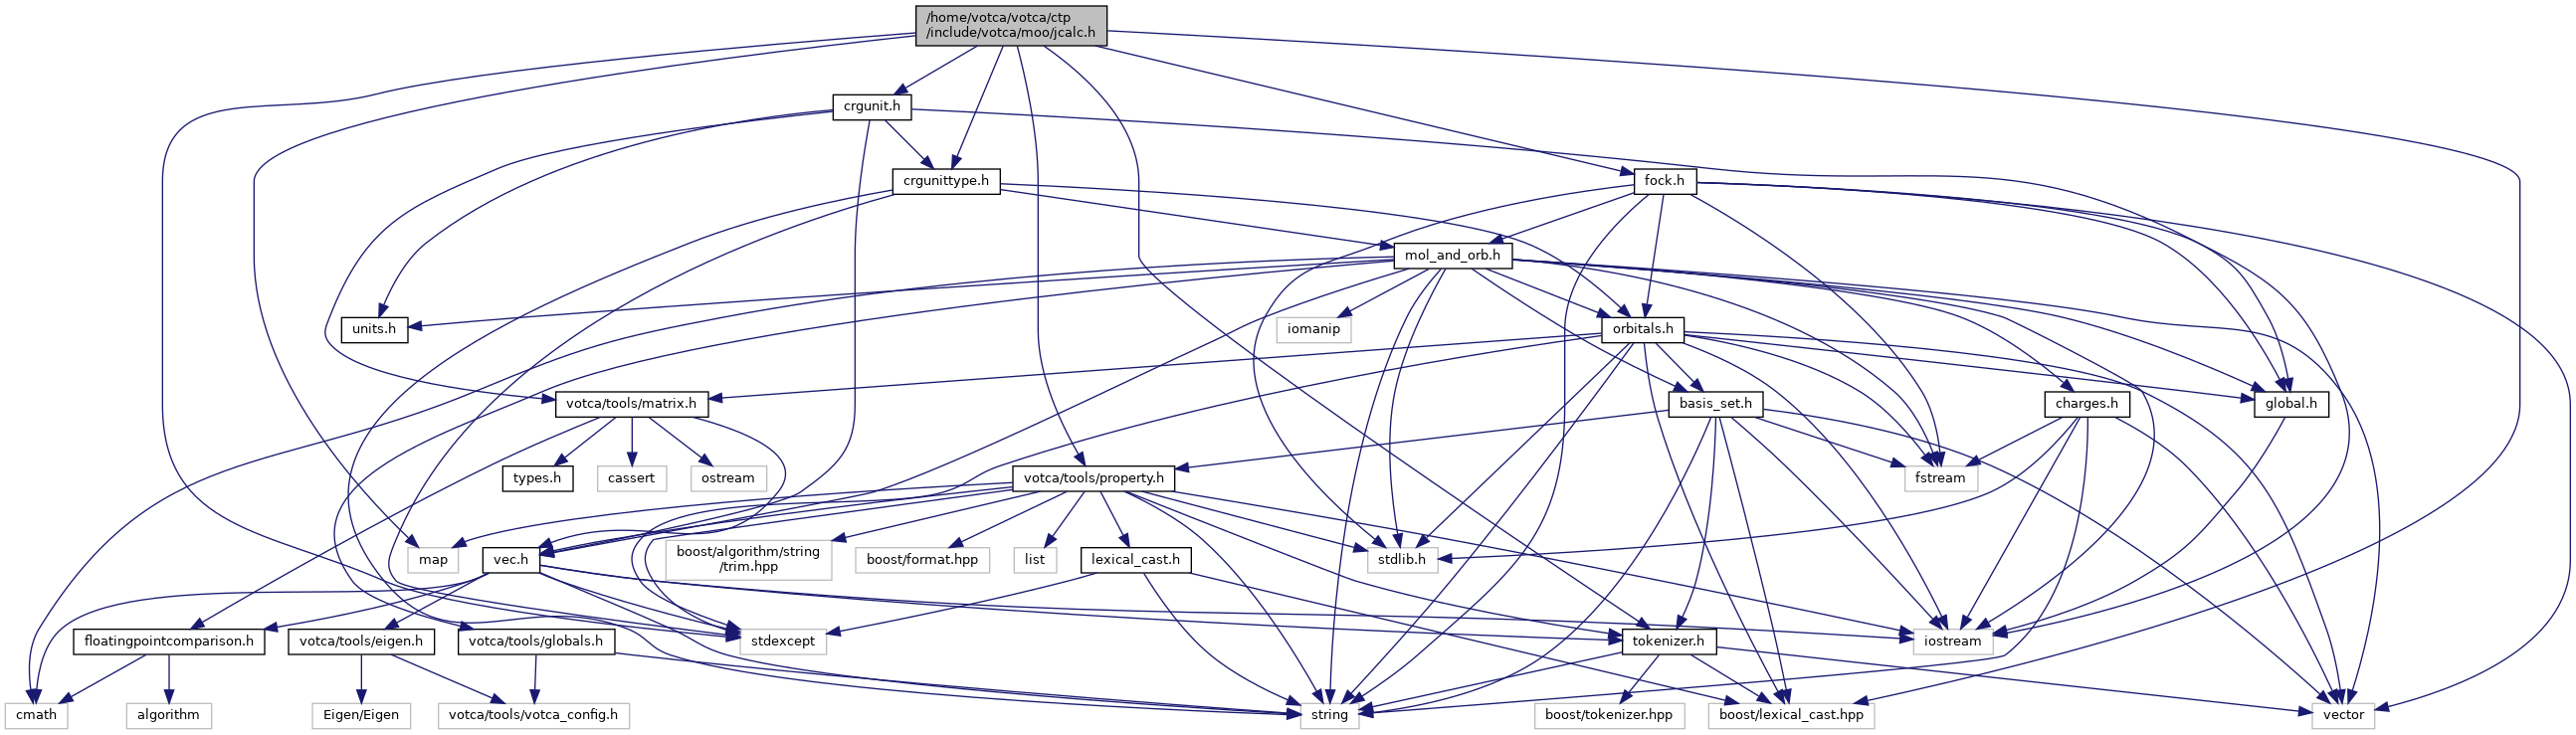 /home/votca/votca/ctp
/include/votca/moo/jcalc.h
crgunit.h
crgunittype.h
fock.h
mol_and_orb.h
units.h
iomanip
orbitals.h
votca/tools/matrix.h
basis_set.h
charges.h
global.h
types.h
cassert
ostream
votca/tools/property.h
fstream
map
vec.h
boost/algorithm/string
/trim.hpp
boost/format.hpp
list
lexical_cast.h
stdlib.h
floatingpointcomparison.h
votca/tools/eigen.h
votca/tools/globals.h
stdexcept
tokenizer.h
iostream
cmath
algorithm
Eigen/Eigen
votca/tools/votca_config.h
string
boost/tokenizer.hpp
boost/lexical_cast.hpp
vector